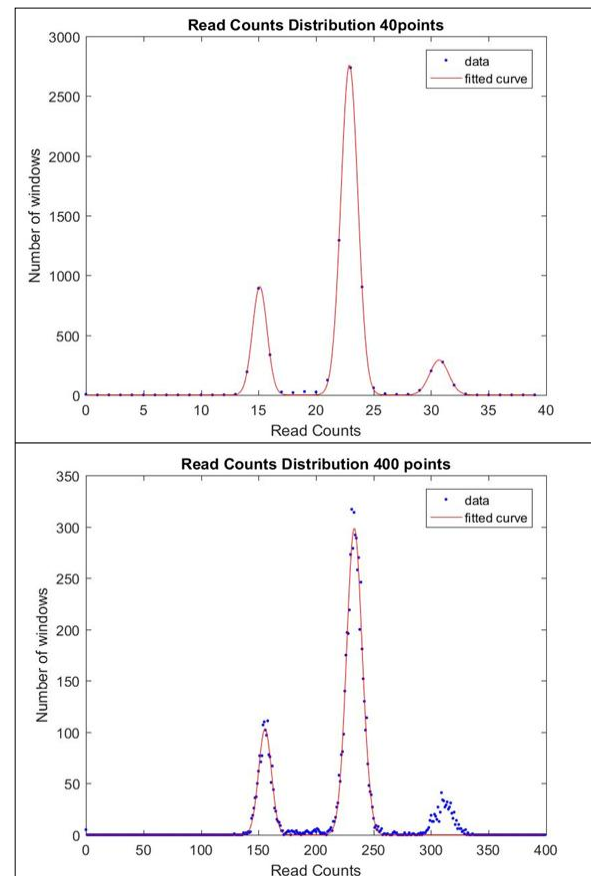 Read Counts Distribution 40points
3000
2500
2000
1500
1000
500
0
Number of windows
data
fitted curve
0 5 10 15 20 25 30 35 40
Read Counts
Read Counts Distribution 400 points
350
300
250
200
150
100
50
0
Number of windows
data
fitted curve
0 50 100 150 200 250 300 350 400
Read Counts